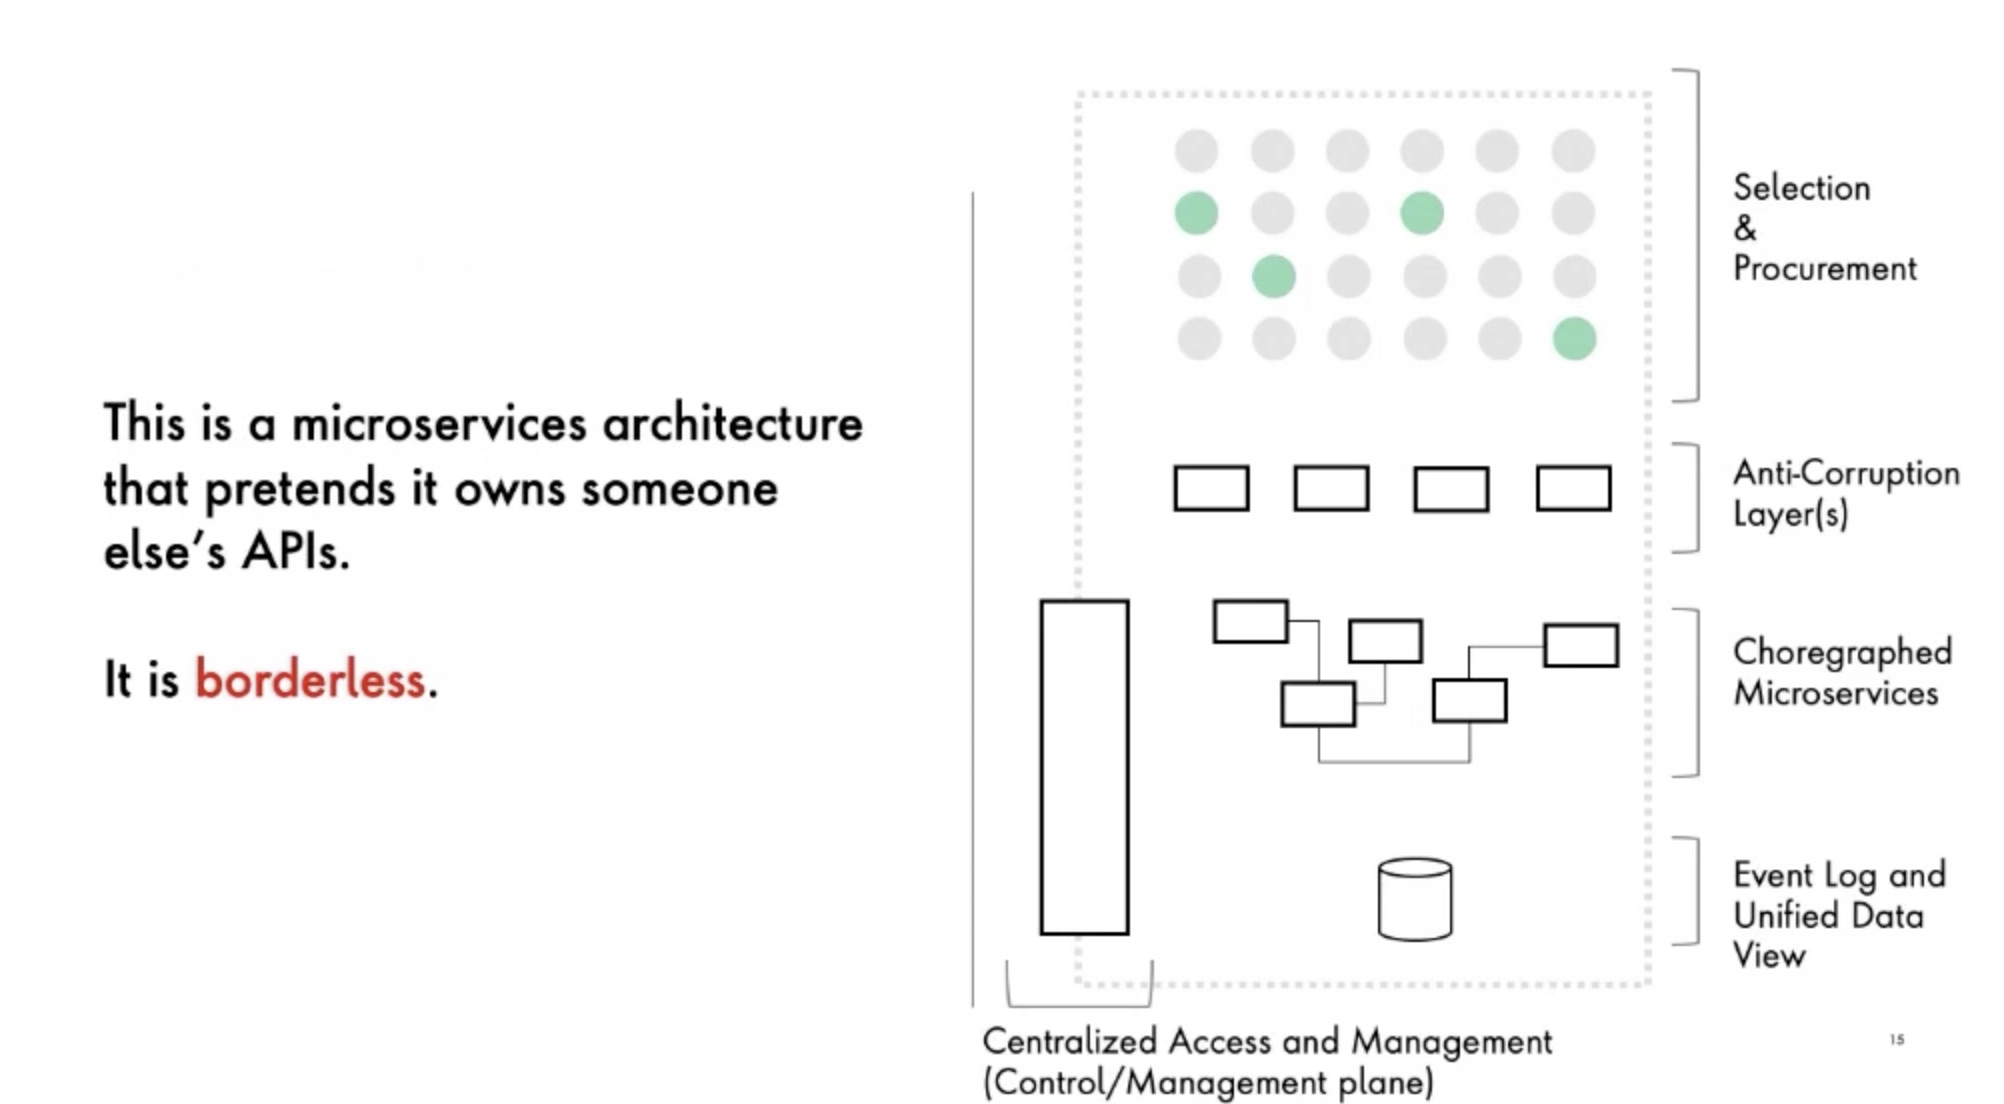 This is a microservices architecture
that pretends it owns someone
else's APIs.
It is borderless.
Selection
&
Procurement
Anti-Corruption
Layer(s)
Choregraphed
Microservices
Event Log and
Unified Data
View
Centralized Access and Management
(Control/Management plane)
15